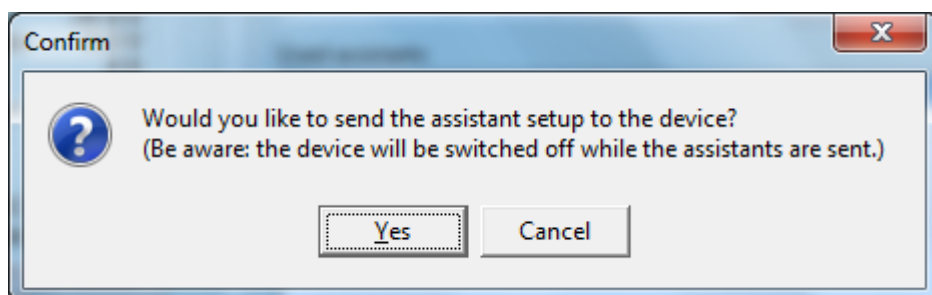 Confirm
Would you like to send the assistant setup to the device?
(Be aware: the device will be switched off while the assistants are sent.)
Yes
Cancel